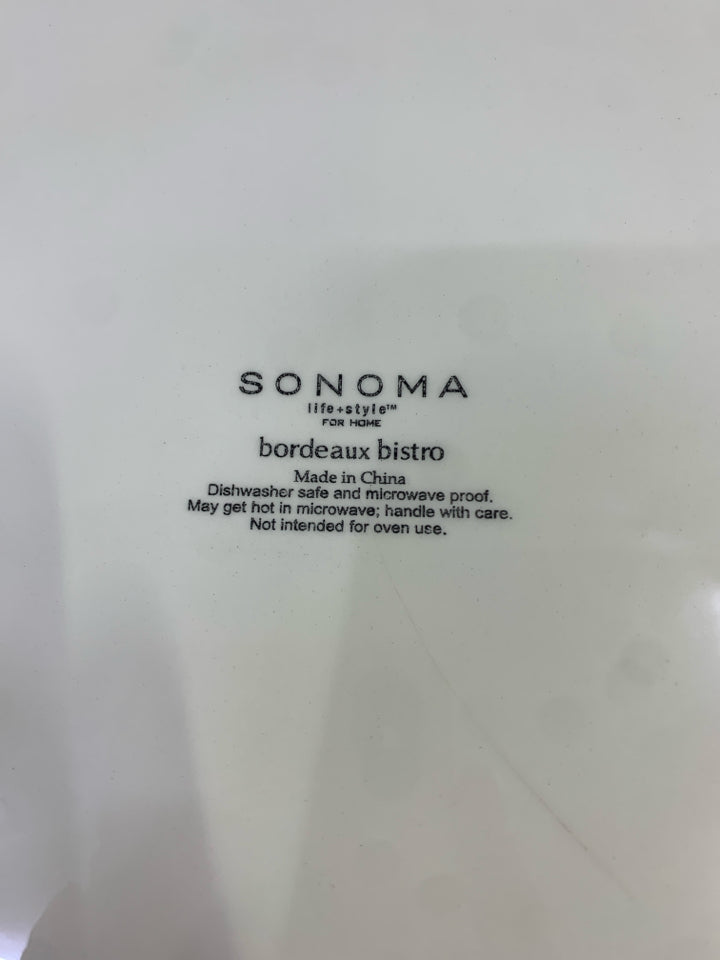 SONOMA
life+style™
FOR HOME
bordeaux bistro
Made in China
Dishwasher safe and microwave proof.
May get hot in microwave; handle with care.
Not intended for oven use.